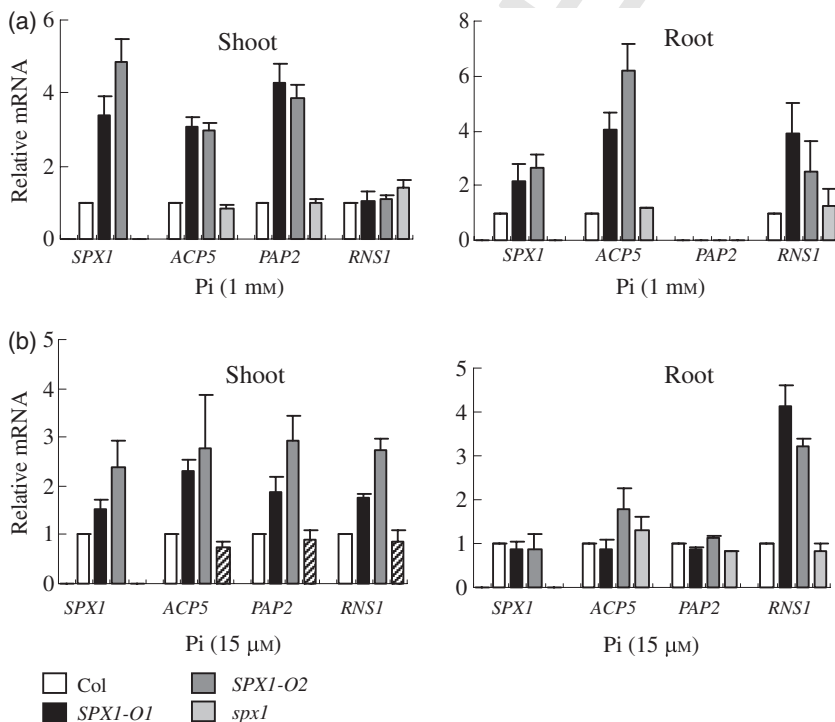 (a)
Shoot
Relative mRNA
6
4
2
0
SPX1 ACP5 PAP2 RNS1
Pi (1 mM)
Root
8
6
4
2
0
SPX1 ACP5 PAP2 RNS1
Pi (1 mM)
(b)
Shoot
Relative mRNA
5
4
3
2
1
0
SPX1 ACP5 PAP2 RNS1
Pi (15 μM)
Root
5
4
3
2
1
0
SPX1 ACP5 PAP2 RNS1
Pi (15 μM)
Col SPX1-O2
SPX1-O1 spx1